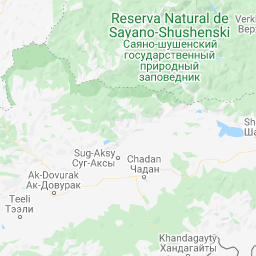 Reserva Natural de
Sayano-Shushenski
Саяно-шушенский
государственный
природный
заповедник
Sug-Aksy
Суг-Аксы
Chadan
Чадан
Ak-Dovurak
Ак-Довурак
Teeli
Тээли
Khandagayty
Хандагайты